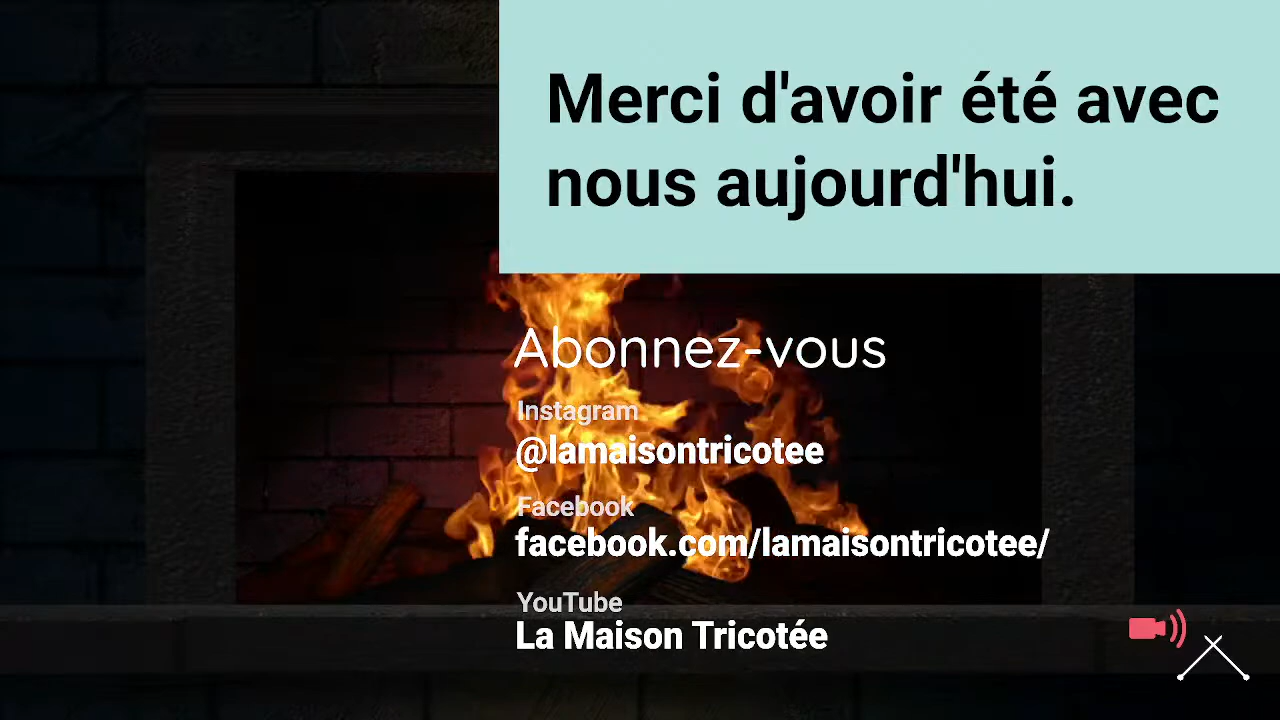 Merci d'avoir été avec
nous aujourd'hui.
Abonnez-vous
Instagram
@lamaisontricotee
Facebook
facebook.com/lamaisontricotee/
YouTube
La Maison Tricotée